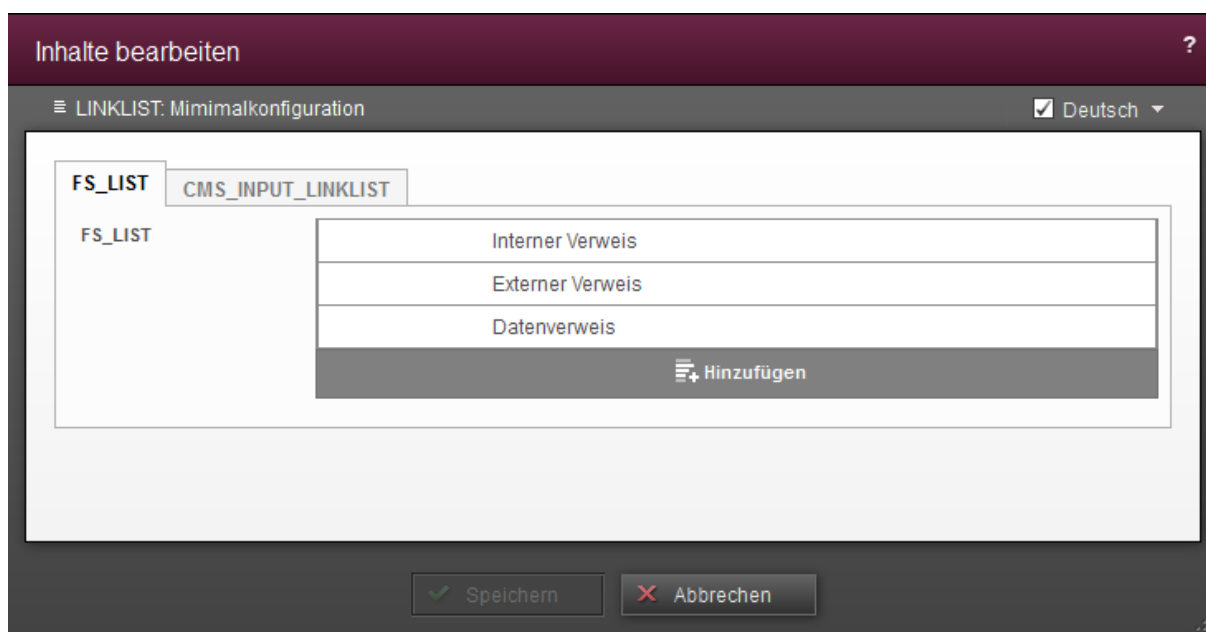 Inhalte bearbeiten ?
LINKLIST: Mimimalkonfiguration Deutsch
FS_LIST CMS_INPUT_LINKLIST
FS_LIST Interner Verweis
Externer Verweis
Datenverweis
Hinzufügen
Speichern Abbrechen